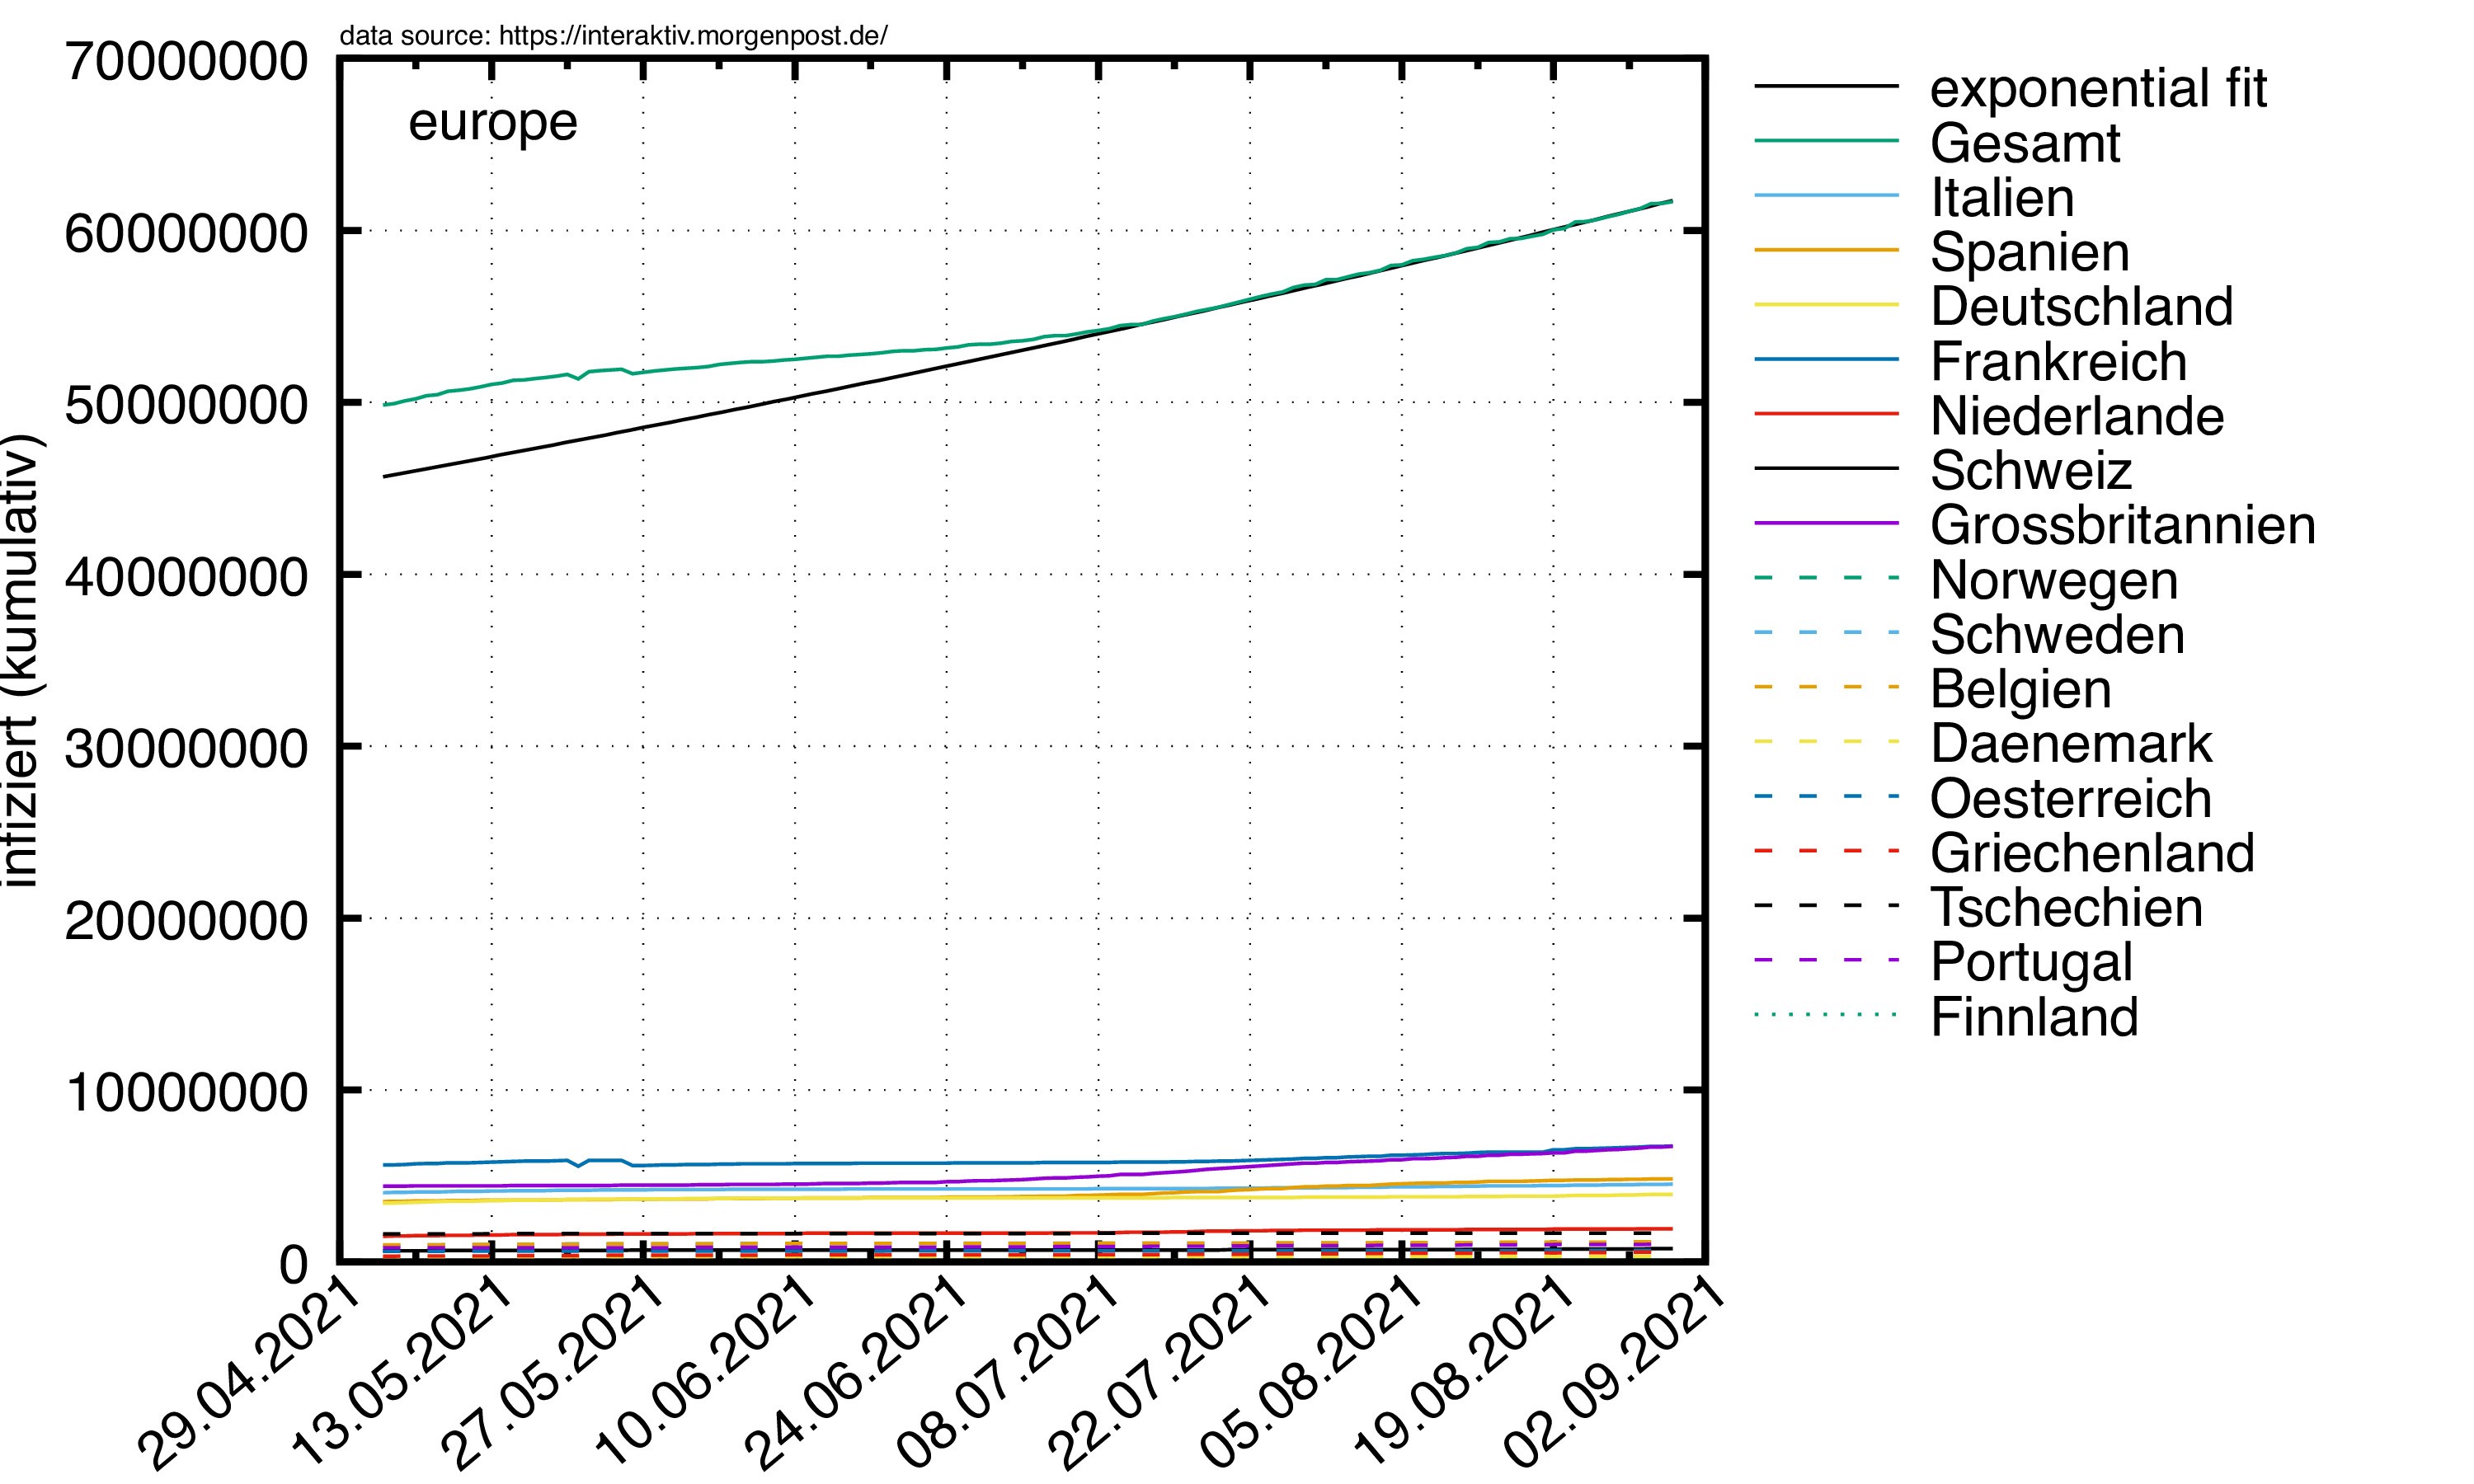 data source: https://interaktiv.morgenpost.de/
europe
infiziert (kumulativ)
70000000
60000000
50000000
40000000
30000000
20000000
10000000
0
29.04.2021
13.05.2021
27.05.2021
10.06.2021
24.06.2021
08.07.2021
22.07.2021
05.08.2021
19.08.2021
02.09.2021
exponential fit
Gesamt
Italien
Spanien
Deutschland
Frankreich
Niederlande
Schweiz
Grossbritannien
Norwegen
Schweden
Belgien
Daenemark
Oesterreich
Griechenland
Tschechien
Portugal
Finnland